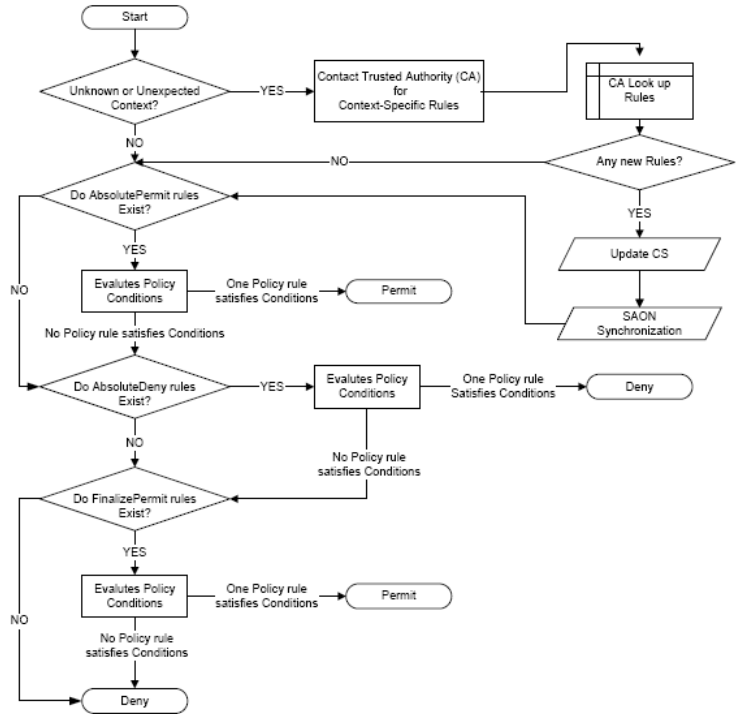 Start
Unknown or Unexpected
Context?
YES
Contact Trusted Authority (CA)
for
Context-Specific Rules
CA Look up
Rules
NO
NO
Any new Rules?
Do AbsolutePermit rules
Exist?
YES
YES
Update CS
NO
Evalutes Policy
Conditions
One Policy rule
satisfies Conditions
Permit
SAON
Synchronization
No Policy rule satisfies Conditions
Do AbsoluteDeny rules
Exist?
YES
Evalutes Policy
Conditions
One Policy rule
Satisfies Conditions
Deny
NO
No Policy rule
satisfies Conditions
Do FinalizePermit rules
Exist?
YES
Evalutes Policy
Conditions
One Policy rule
satisfies Conditions
Permit
NO
No Policy rule
satisfies Conditions
Deny